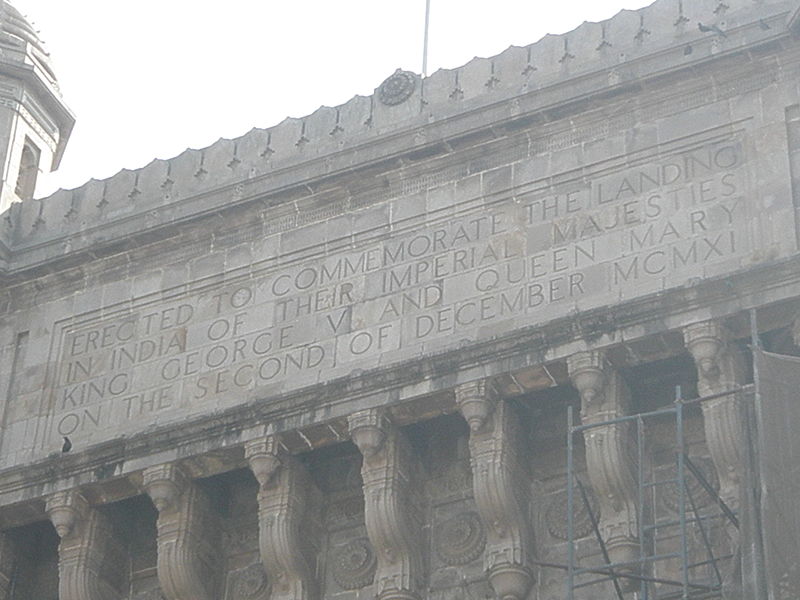 ERECTED TO COMMEMORATE THE LANDING
IN INDIA OF THEIR IMPERIAL MAJESTIES
KING GEORGE V AND QUEEN MARY
ON THE SECOND OF DECEMBER MCMXI